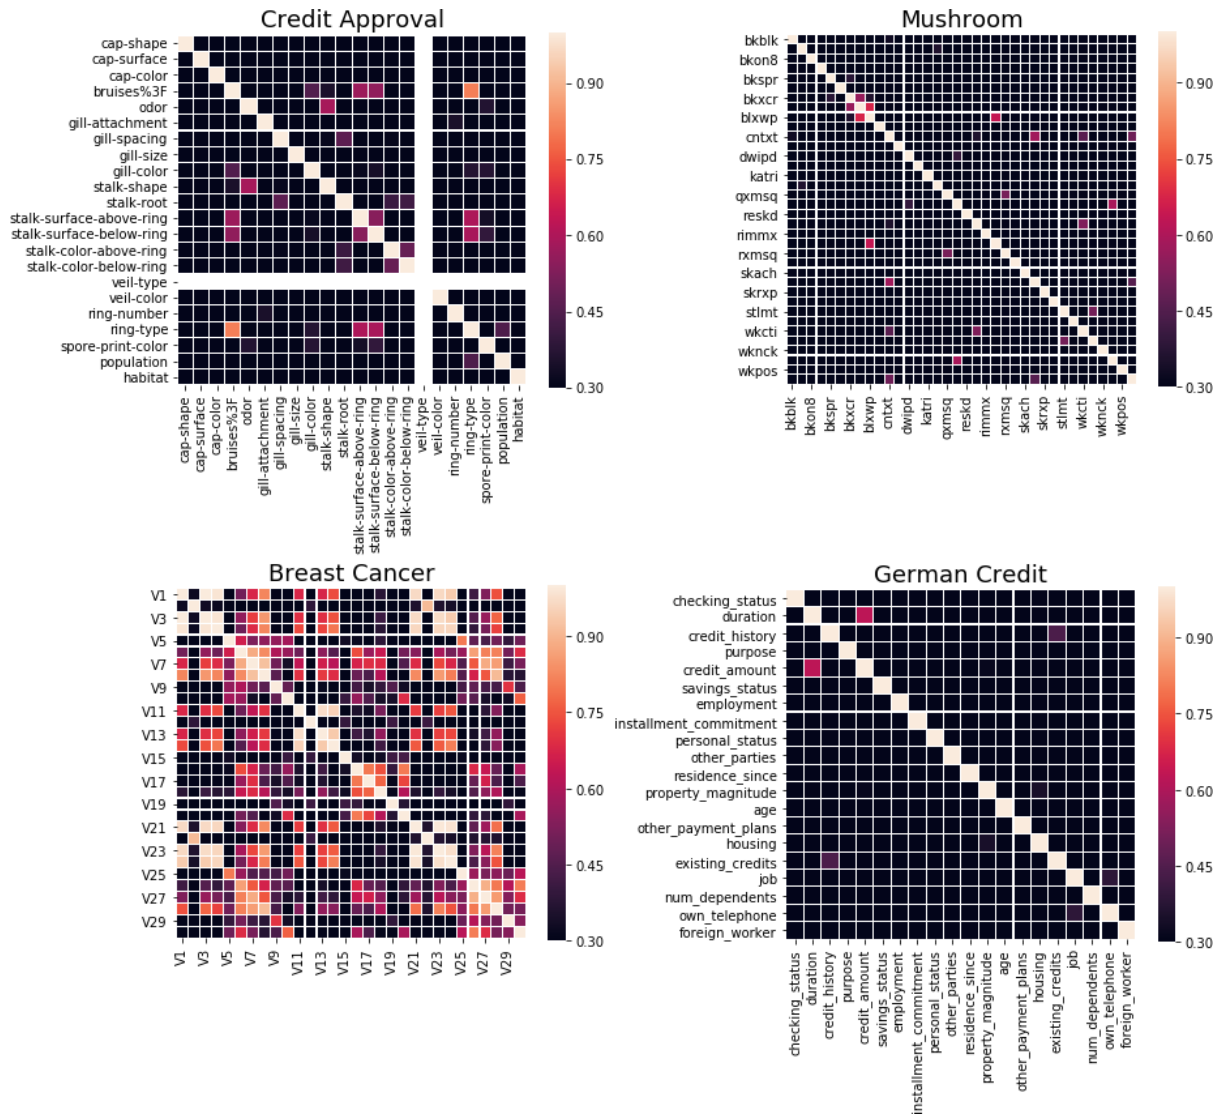 Credit Approval
cap-shape
cap-surface
cap-color
bruises%3F
odor
gill-attachment
gill-spacing
gill-size
gill-color
stalk-shape
stalk-root
stalk-surface-above-ring
stalk-surface-below-ring
stalk-color-above-ring
stalk-color-below-ring
veil-type
veil-color
ring-number
ring-type
spore-print-color
population
habitat
cap-shape
cap-surface
cap-color
bruises%3F
odor
gill-attachment
gill-spacing
gill-size
gill-color
stalk-shape
stalk-root
stalk-surface-above-ring
stalk-surface-below-ring
stalk-color-above-ring
stalk-color-below-ring
veil-type
veil-color
ring-number
ring-type
spore-print-color
population
habitat
0.90
0.75
0.60
0.45
0.30
Mushroom
bkblk
bkon8
bkspr
bkxcr
blxwp
cntxt
dwipd
katri
qxmsq
reskd
rimmx
rxmsq
skach
skrxp
stlmt
wkcti
wknck
wkpos
bkblk
bkon8
bkspr
bkxcr
blxwp
cntxt
dwipd
katri
qxmsq
reskd
rimmx
rxmsq
skach
skrxp
stlmt
wkcti
wknck
wkpos
0.90
0.75
0.60
0.45
0.30
Breast Cancer
V1
V3
V5
V7
V9
V11
V13
V15
V17
V19
V21
V23
V25
V27
V29
V1
V3
V5
V7
V9
V11
V13
V15
V17
V19
V21
V23
V25
V27
V29
0.90
0.75
0.60
0.45
0.30
German Credit
checking_status
duration
credit_history
purpose
credit_amount
savings_status
employment
installment_commitment
personal_status
other_parties
residence_since
property_magnitude
age
other_payment_plans
housing
existing_credits
job
num_dependents
own_telephone
foreign_worker
checking_status
duration
credit_history
purpose
credit_amount
savings_status
employment
installment_commitment
personal_status
other_parties
residence_since
property_magnitude
age
other_payment_plans
housing
existing_credits
job
num_dependents
own_telephone
foreign_worker
0.90
0.75
0.60
0.45
0.30